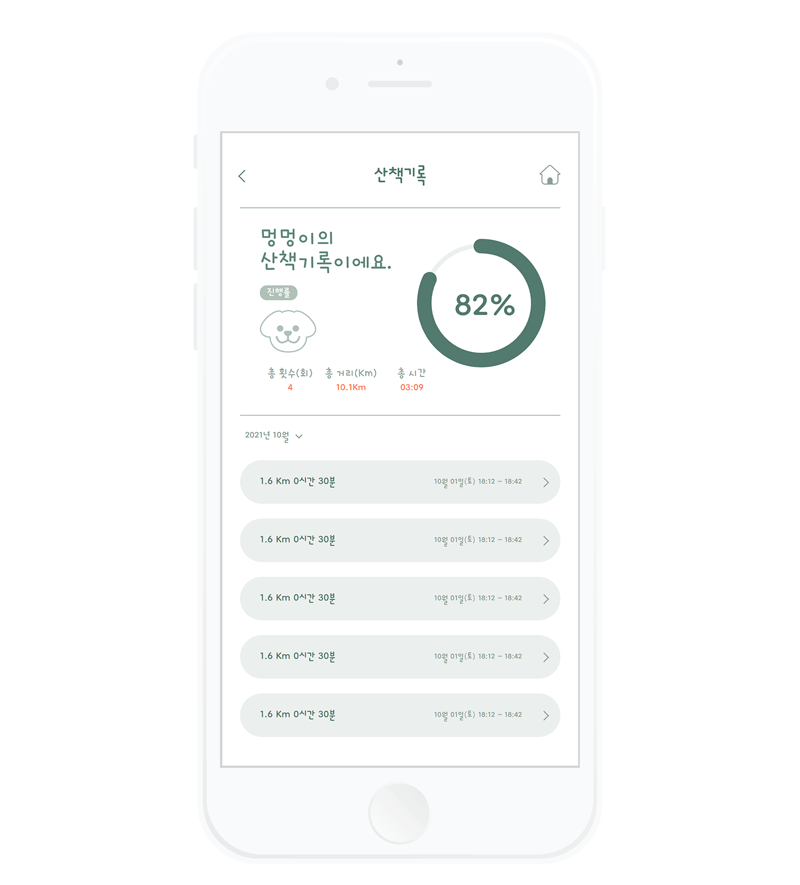 산책기록
멍멍이의
산책기록이에요.
진행률
82%
총 횟수(회) 총 거리(Km) 총 시간
4 10.1Km 03:09
2021년 10월
1.6 Km 0시간 30분 10월 01일(토) 18:12 - 18:42
1.6 Km 0시간 30분 10월 01일(토) 18:12 - 18:42
1.6 Km 0시간 30분 10월 01일(토) 18:12 - 18:42
1.6 Km 0시간 30분 10월 01일(토) 18:12 - 18:42
1.6 Km 0시간 30분 10월 01일(토) 18:12 - 18:42